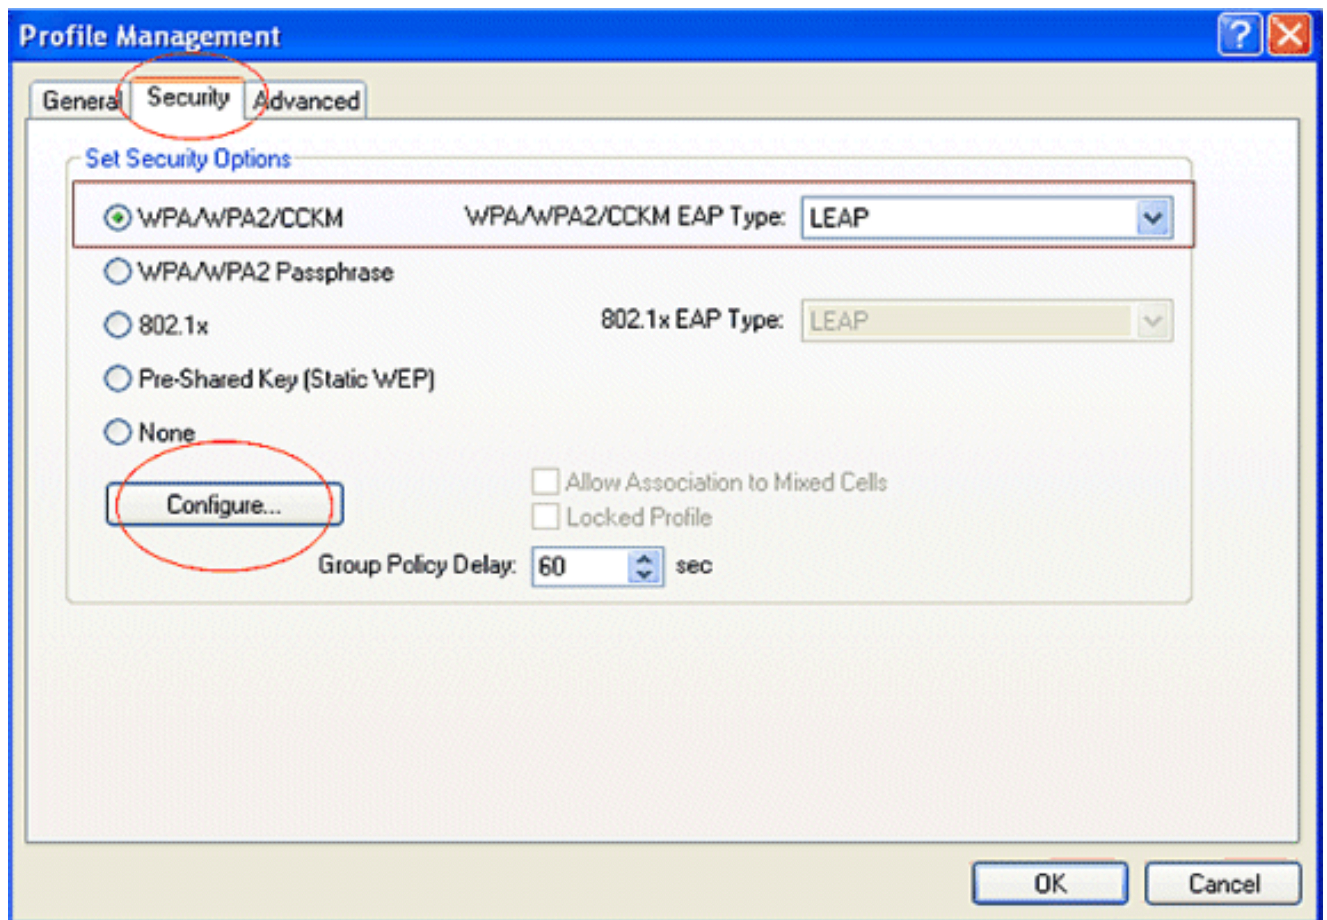 Profile Management
General Security Advanced
Set Security Options
WPA/WPA2/CCKM WPA/WPA2/CCKM EAP Type: LEAP
WPA/WPA2 Passphrase
802.1x 802.1x EAP Type: LEAP
Pre-Shared Key (Static WEP)
None
Configure... Allow Association to Mixed Cells
Locked Profile
Group Policy Delay: 60 sec
OK Cancel